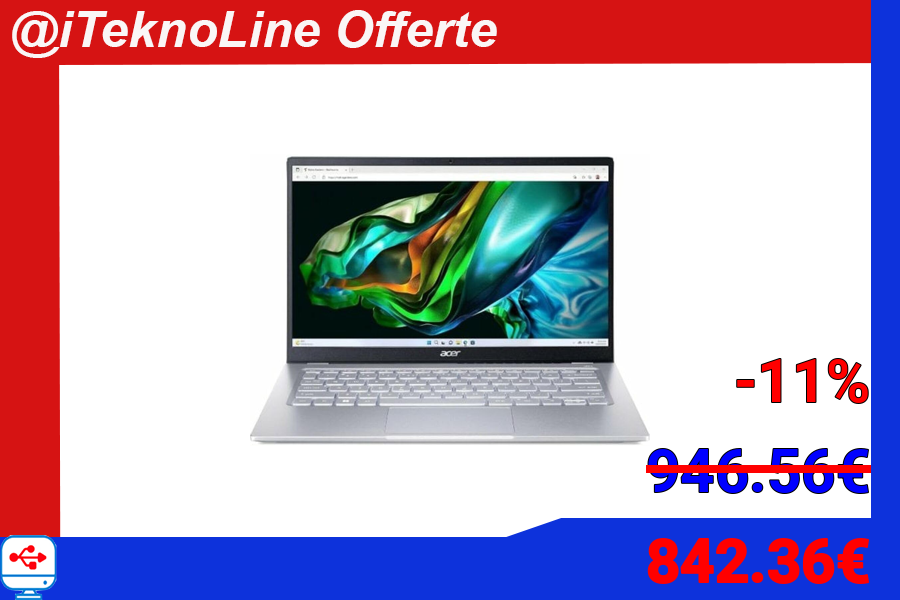 @iTeknoLine Offerte
acer
-11%
946.56€
842.36€